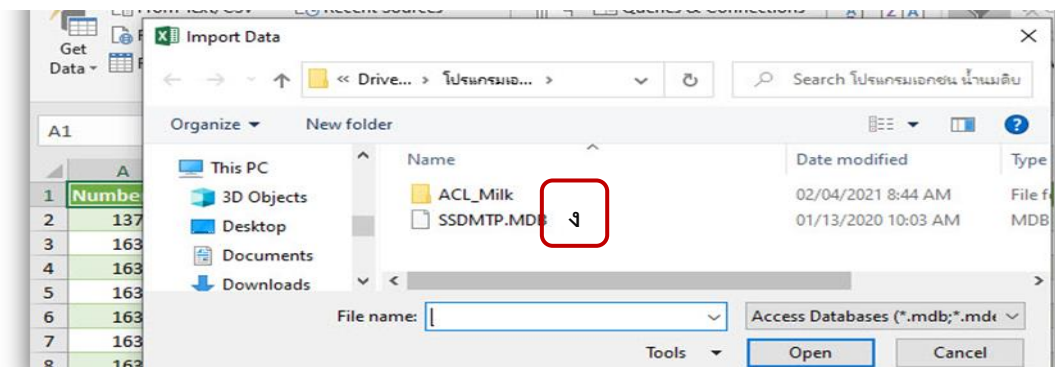 Get
Data
Import Data
« Drive... › โปรแกรมเอ... ›
Search โปรแกรมเอกชน น้ำนมดิบ
Organize
New folder
A1
This PC
Name
Date modified
Type
A
3D Objects
ACL_Milk
02/04/2021 8:44 AM
1 Number
Desktop
SSDMTP.MDB
ง
01/13/2020 10:03 AM
MDB
2 137
Documents
3 163
Downloads
4 163
5 163
6 163
File name:
Access Databases (*.mdb;*.mde
7 163
Tools
Open
Cancel
8 163